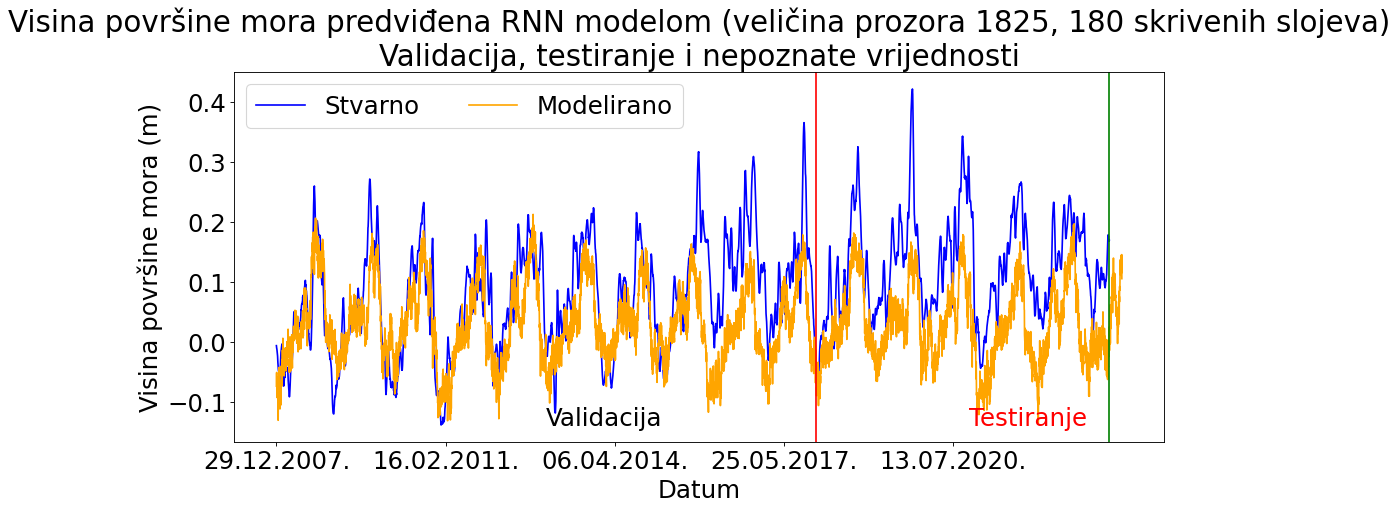 Visina površine mora predviđena RNN modelom (veličina prozora 1825, 180 skrivenih slojeva)
Validacija, testiranje i nepoznate vrijednosti
Stvarno Modelirano
Visina površine mora (m)
0.4
0.3
0.2
0.1
0.0
−0.1
Validacija Testiranje
29.12.2007. 16.02.2011. 06.04.2014. 25.05.2017. 13.07.2020.
Datum